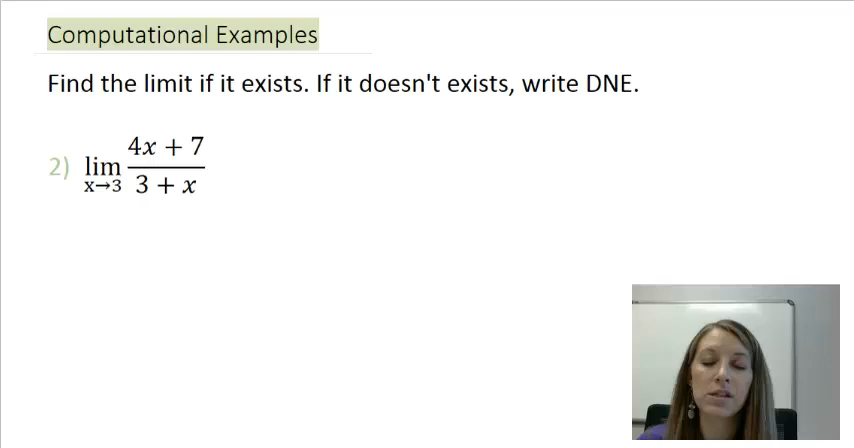 Computational Examples
Find the limit if it exists. If it doesn't exists, write DNE.
4x + 7
2) lim
x→3 3 + x